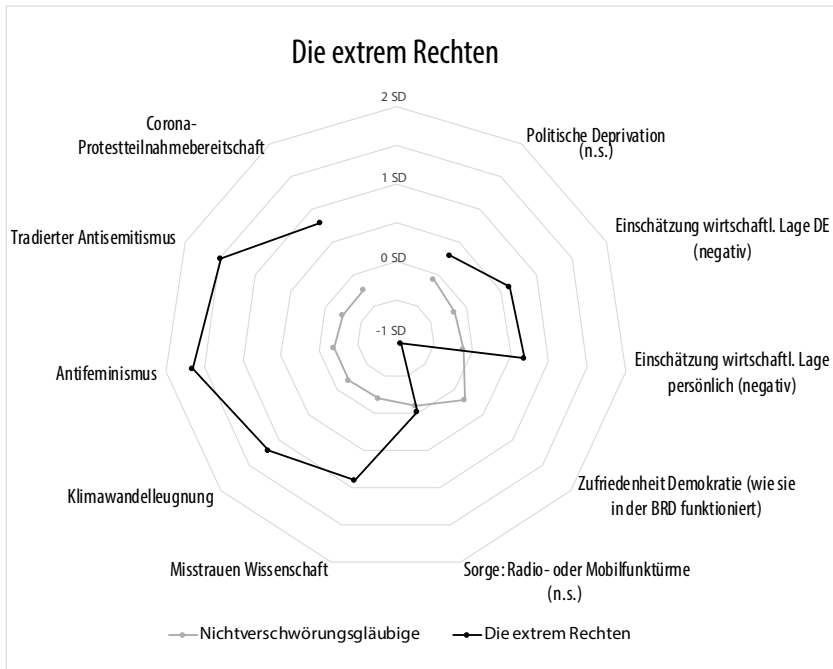 Die extrem Rechten
2 SD
1 SD
0 SD
-1 SD
Politische Deprivation
(n.s.)
Einschätzung wirtschaftl. Lage DE
(negativ)
Einschätzung wirtschaftl. Lage
persönlich (negativ)
Zufriedenheit Demokratie (wie sie
in der BRD funktioniert)
Sorge: Radio- oder Mobilfunktürme
(n.s.)
Misstrauen Wissenschaft
Klimawandelleugnung
Antifeminismus
Tradierter Antisemitismus
Corona-
Protestteilnahmebereitschaft
Nichtverschwörungsgläubige
Die extrem Rechten